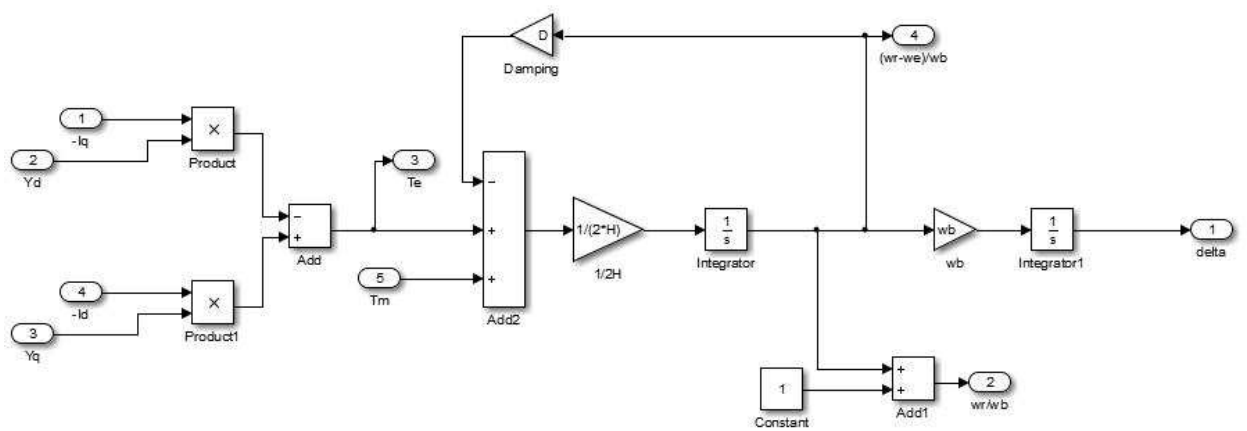 D
Damping
4
(wr-we)/wb
1
-Iq
2
Yd
×
Product
3
Te
−
+
Add
−
+
+
Add2
5
Tm
1/(2*H)
1/2H
1
s
Integrator
wb
wb
1
s
Integrator1
1
delta
4
-Id
3
Yq
×
Product1
1
Constant
+
+
Add1
2
wr/wb